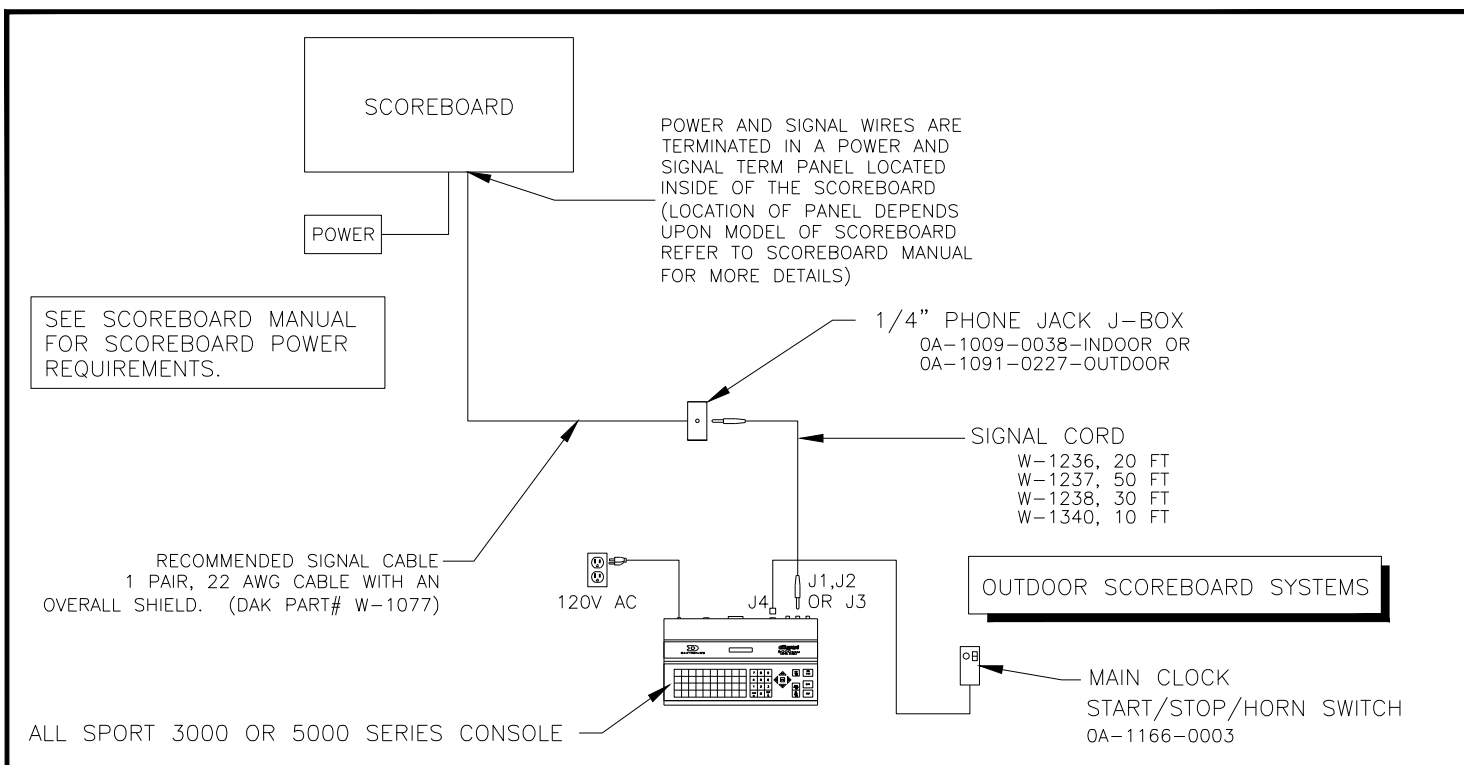 SCOREBOARD
POWER AND SIGNAL WIRES ARE
TERMINATED IN A POWER AND
SIGNAL TERM PANEL LOCATED
INSIDE OF THE SCOREBOARD
(LOCATION OF PANEL DEPENDS
UPON MODEL OF SCOREBOARD
REFER TO SCOREBOARD MANUAL
FOR MORE DETAILS)
POWER
SEE SCOREBOARD MANUAL
FOR SCOREBOARD POWER
REQUIREMENTS.
1/4" PHONE JACK J-BOX
0A-1009-0038-INDOOR OR
0A-1091-0227-OUTDOOR
SIGNAL CORD
W-1236, 20 FT
W-1237, 50 FT
W-1238, 30 FT
W-1340, 10 FT
RECOMMENDED SIGNAL CABLE
1 PAIR, 22 AWG CABLE WITH AN
OVERALL SHIELD. (DAK PART# W-1077)
120V AC
J4
J1,J2
OR J3
OUTDOOR SCOREBOARD SYSTEMS
MAIN CLOCK
START/STOP/HORN SWITCH
0A-1166-0003
ALL SPORT 3000 OR 5000 SERIES CONSOLE